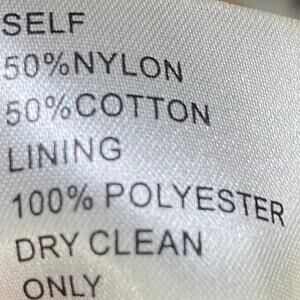 SELF
50%NYLON
50%COTTON
LINING
100% POLYESTER
DRY CLEAN
ONLY